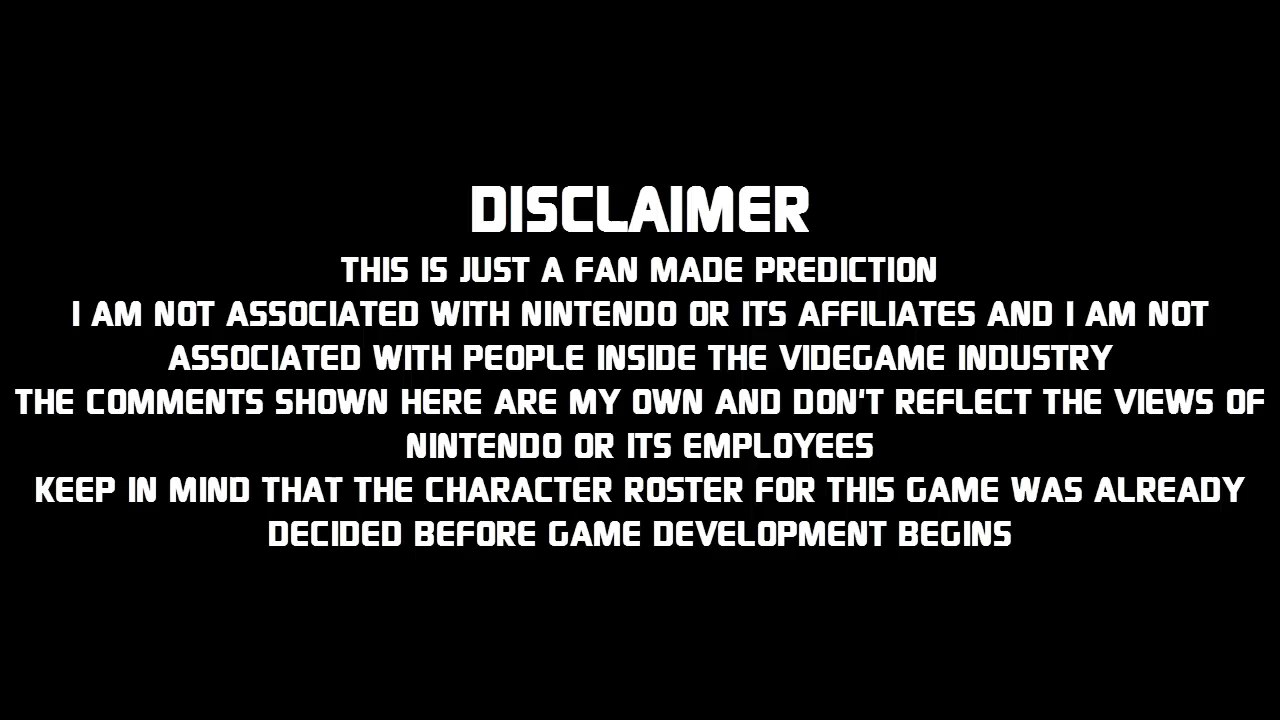 DISCLAIMER
THIS IS JUST A FAN MADE PREDICTION
I AM NOT ASSOCIATED WITH NINTENDO OR ITS AFFILIATES AND I AM NOT
ASSOCIATED WITH PEOPLE INSIDE THE VIDEGAME INDUSTRY
THE COMMENTS SHOWN HERE ARE MY OWN AND DON'T REFLECT THE VIEWS OF
NINTENDO OR ITS EMPLOYEES
KEEP IN MIND THAT THE CHARACTER ROSTER FOR THIS GAME WAS ALREADY
DECIDED BEFORE GAME DEVELOPMENT BEGINS